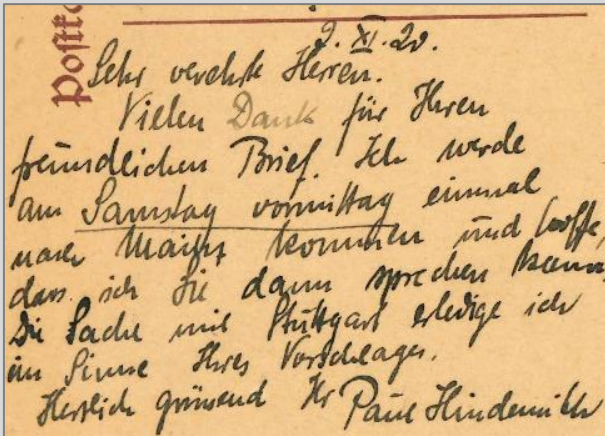 Postk
9. XI. 20.
Sehr verehrte Herren.
Vielen Dank für Ihren
freundlichen Brief. Ich werde
am Samstag vormittag einmal
nach Mainz kommen und hoffe,
dass ich Sie dann sprechen kann.
Die Sache mit Stuttgart erledige ich
im Sinne Ihres Vorschlages.
Herzlich grüssend Ihr Paul Hindemith